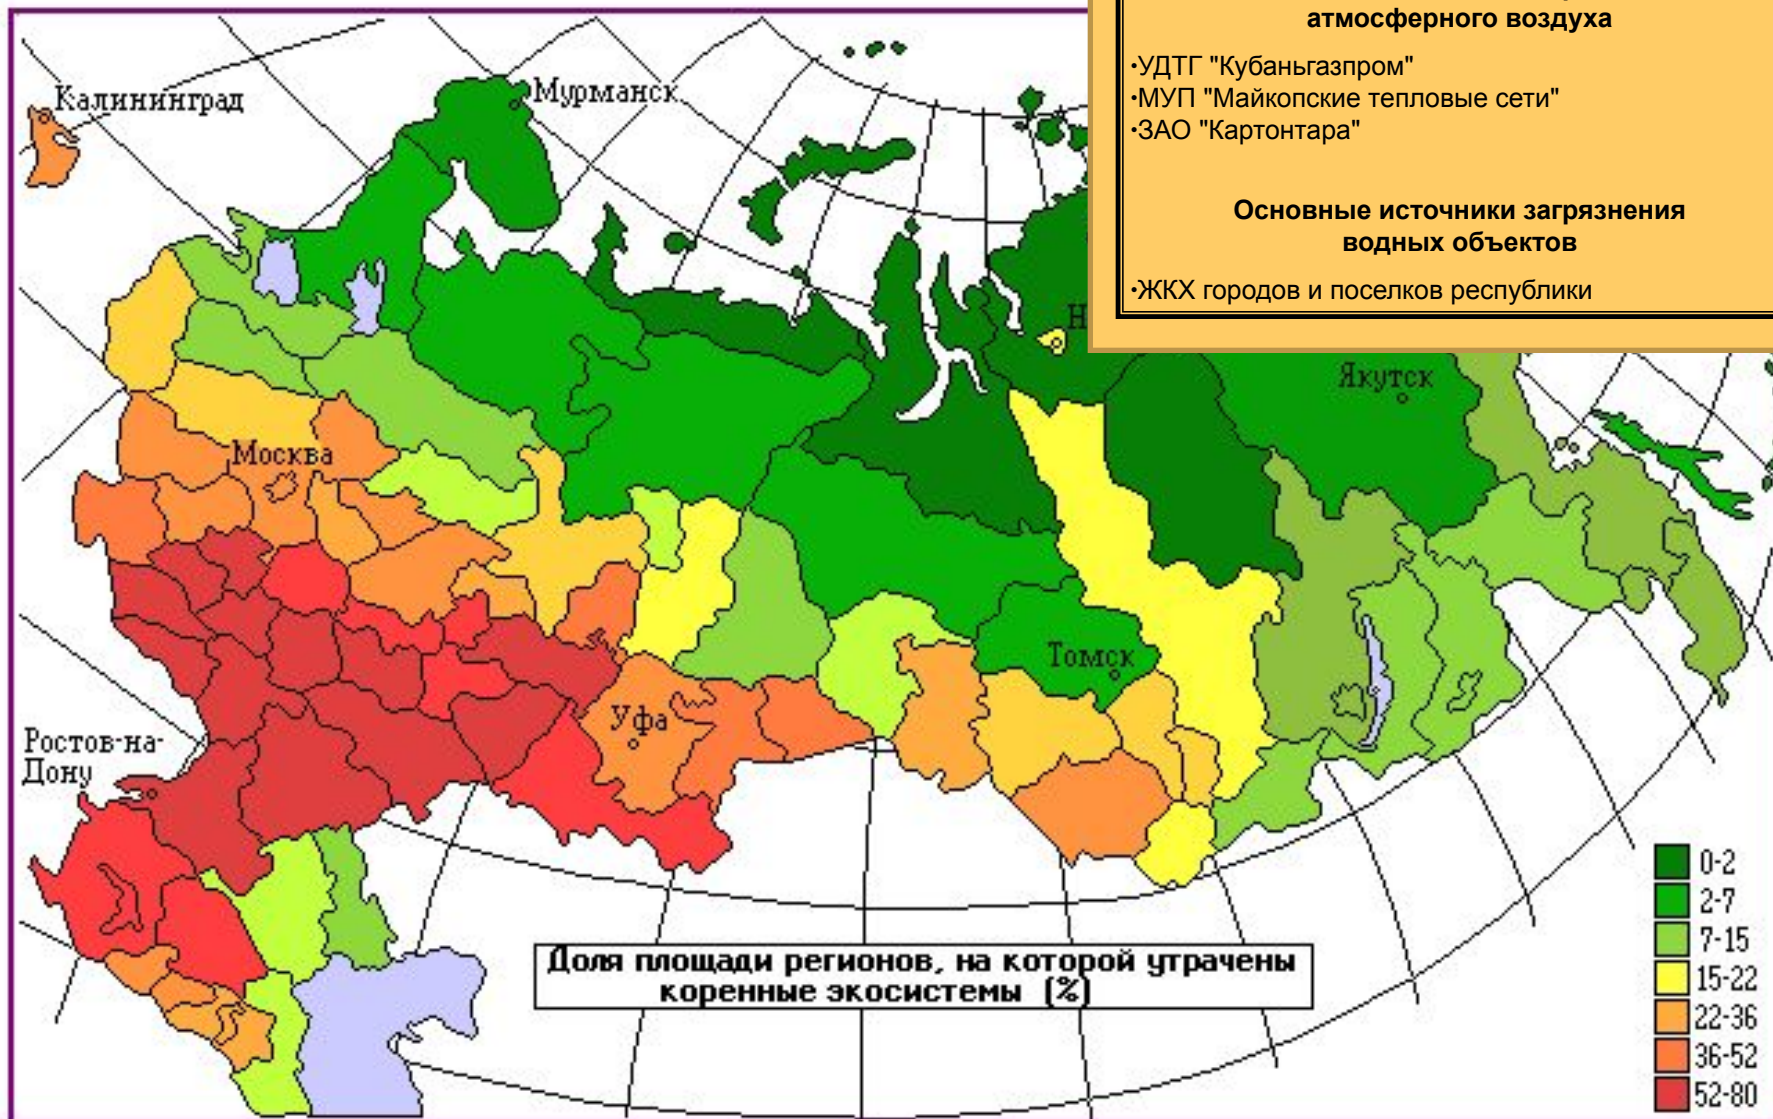 атмосферного воздуха
·УДТГ "Кубаньгазпром"
·МУП "Майкопские тепловые сети"
·ЗАО "Картонтара"
Основные источники загрязнения
водных объектов
·ЖКХ городов и поселков республики
Калининград
Мурманск
Н
Якутск
Москва
Томск
Уфа
Ростов-на-
Дону
Доля площади регионов, на которой утрачены
коренные экосистемы (%)
0-2
2-7
7-15
15-22
22-36
36-52
52-80